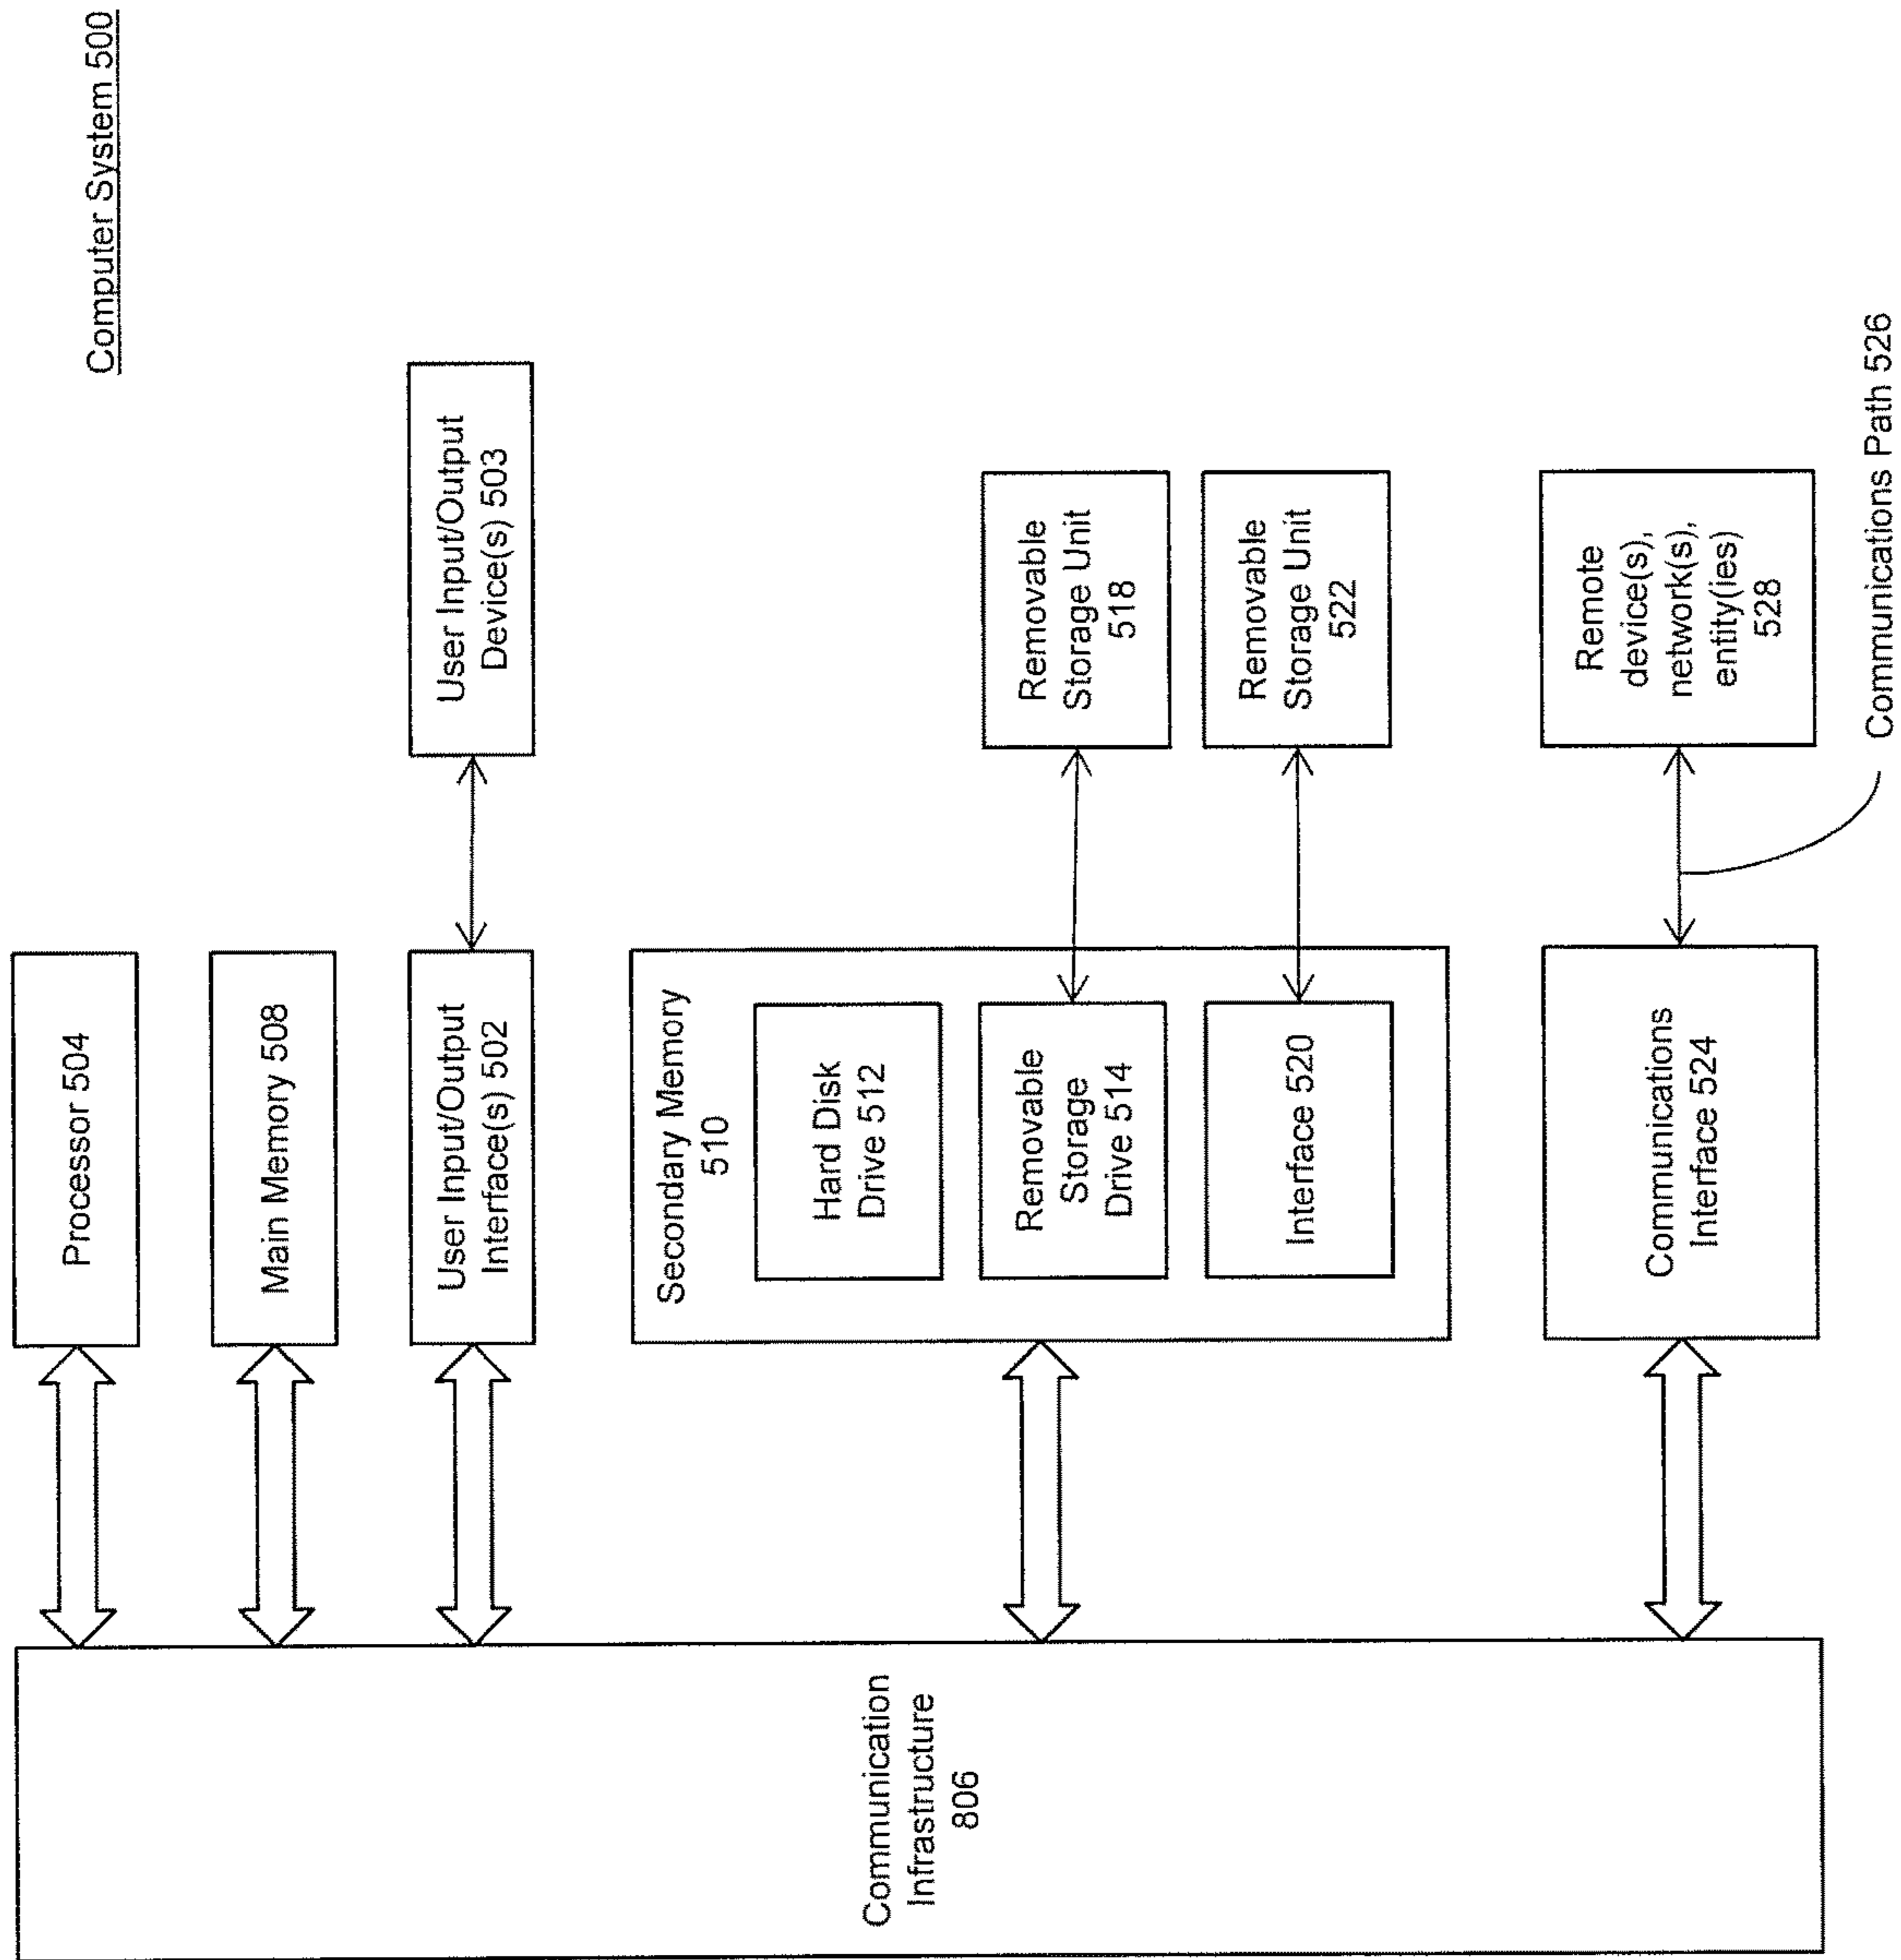 Computer System 500
Processor 504
Main Memory 508
User Input/Output
Interface(s) 502
User Input/Output
Device(s) 503
Secondary Memory
510
Hard Disk
Drive 512
Removable
Storage
Drive 514
Interface 520
Removable
Storage Unit
518
Removable
Storage Unit
522
Communications
Interface 524
Remote
device(s),
network(s),
entity(ies)
528
Communications Path 526
Communication
Infrastructure
806